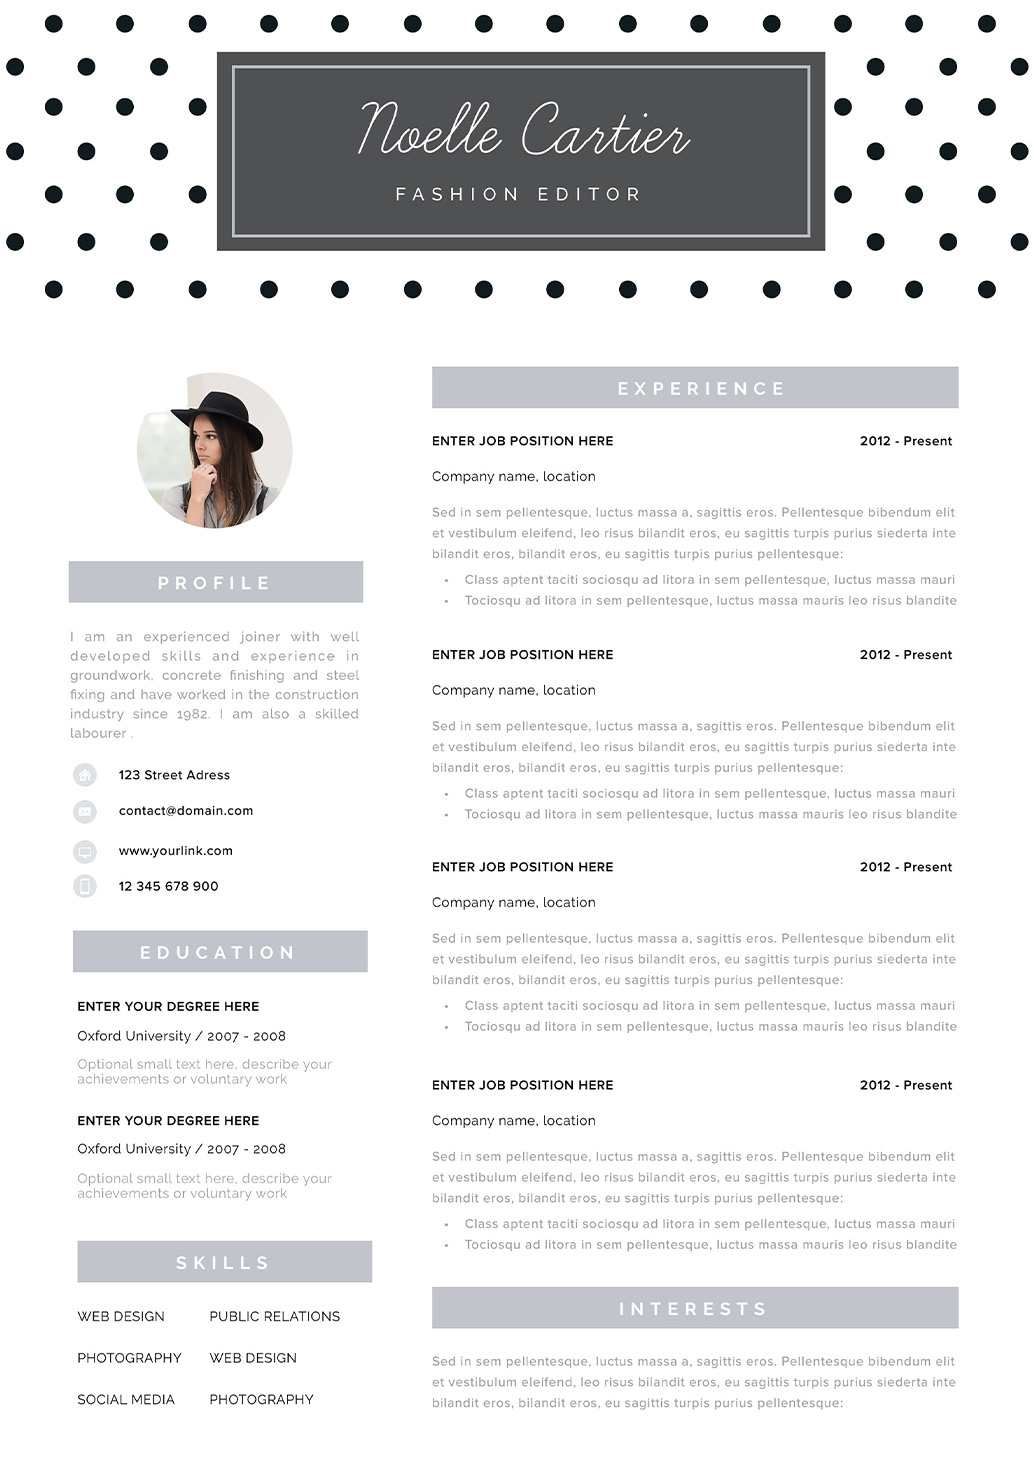 Noelle Cartier
FASHION EDITOR
PROFILE
I am an experienced joiner with well
developed skills and experience in
groundwork, concrete finishing and steel
fixing and have worked in the construction
industry since 1982. I am also a skilled
labourer .
123 Street Adress
contact@domain.com
www.yourlink.com
12 345 678 900
EDUCATION
ENTER YOUR DEGREE HERE
Oxford University / 2007 - 2008
Optional small text here, describe your
achievements or voluntary work
ENTER YOUR DEGREE HERE
Oxford University / 2007 - 2008
Optional small text here, describe your
achievements or voluntary work
SKILLS
WEB DESIGN PUBLIC RELATIONS
PHOTOGRAPHY WEB DESIGN
SOCIAL MEDIA PHOTOGRAPHY
EXPERIENCE
ENTER JOB POSITION HERE 2012 - Present
Company name, location
Sed in sem pellentesque, luctus massa a, sagittis eros. Pellentesque bibendum elit
et vestibulum eleifend, leo risus bilandit eros, eu sagittis turpis purius siederta inte
bilandit eros, bilandit eros, eu sagittis turpis purius pellentesque:
• Class aptent taciti sociosqu ad litora in sem pellentesque, luctus massa mauri
• Tociosqu ad litora in sem pellentesque, luctus massa mauris leo risus blandite
ENTER JOB POSITION HERE 2012 - Present
Company name, location
Sed in sem pellentesque, luctus massa a, sagittis eros. Pellentesque bibendum elit
et vestibulum eleifend, leo risus bilandit eros, eu sagittis turpis purius siederta inte
bilandit eros, bilandit eros, eu sagittis turpis purius pellentesque:
• Class aptent taciti sociosqu ad litora in sem pellentesque, luctus massa mauri
• Tociosqu ad litora in sem pellentesque, luctus massa mauris leo risus blandite
ENTER JOB POSITION HERE 2012 - Present
Company name, location
Sed in sem pellentesque, luctus massa a, sagittis eros. Pellentesque bibendum elit
et vestibulum eleifend, leo risus bilandit eros, eu sagittis turpis purius siederta inte
bilandit eros, bilandit eros, eu sagittis turpis purius pellentesque:
• Class aptent taciti sociosqu ad litora in sem pellentesque, luctus massa mauri
• Tociosqu ad litora in sem pellentesque, luctus massa mauris leo risus blandite
ENTER JOB POSITION HERE 2012 - Present
Company name, location
Sed in sem pellentesque, luctus massa a, sagittis eros. Pellentesque bibendum elit
et vestibulum eleifend, leo risus bilandit eros, eu sagittis turpis purius siederta inte
bilandit eros, bilandit eros, eu sagittis turpis purius pellentesque:
• Class aptent taciti sociosqu ad litora in sem pellentesque, luctus massa mauri
• Tociosqu ad litora in sem pellentesque, luctus massa mauris leo risus blandite
INTERESTS
Sed in sem pellentesque, luctus massa a, sagittis eros. Pellentesque bibendum elit
et vestibulum eleifend, leo risus bilandit eros, eu sagittis turpis purius siederta inte
bilandit eros, bilandit eros, eu sagittis turpis purius pellentesque: